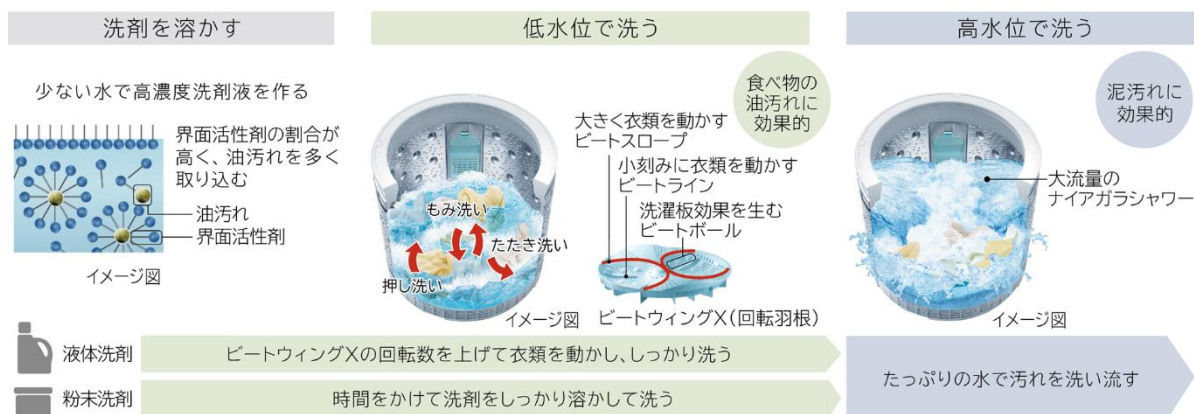 洗剤を溶かす
少ない水で高濃度洗剤液を作る
界面活性剤の割合が
高く、油汚れを多く
取り込む
油汚れ
界面活性剤
イメージ図
低水位で洗う
食べ物の
油汚れに
効果的
大きく衣類を動かす
ビートスロープ
小刻みに衣類を動かす
ビートライン
洗濯板効果を生む
ビートボール
もみ洗い
たたき洗い
押し洗い
イメージ図
ビートウィングX(回転羽根)
高水位で洗う
泥汚れに
効果的
大流量の
ナイアガラシャワー
イメージ図
液体洗剤
ビートウィングXの回転数を上げて衣類を動かし、しっかり洗う
粉末洗剤
時間をかけて洗剤をしっかり溶かして洗う
たっぷりの水で汚れを洗い流す